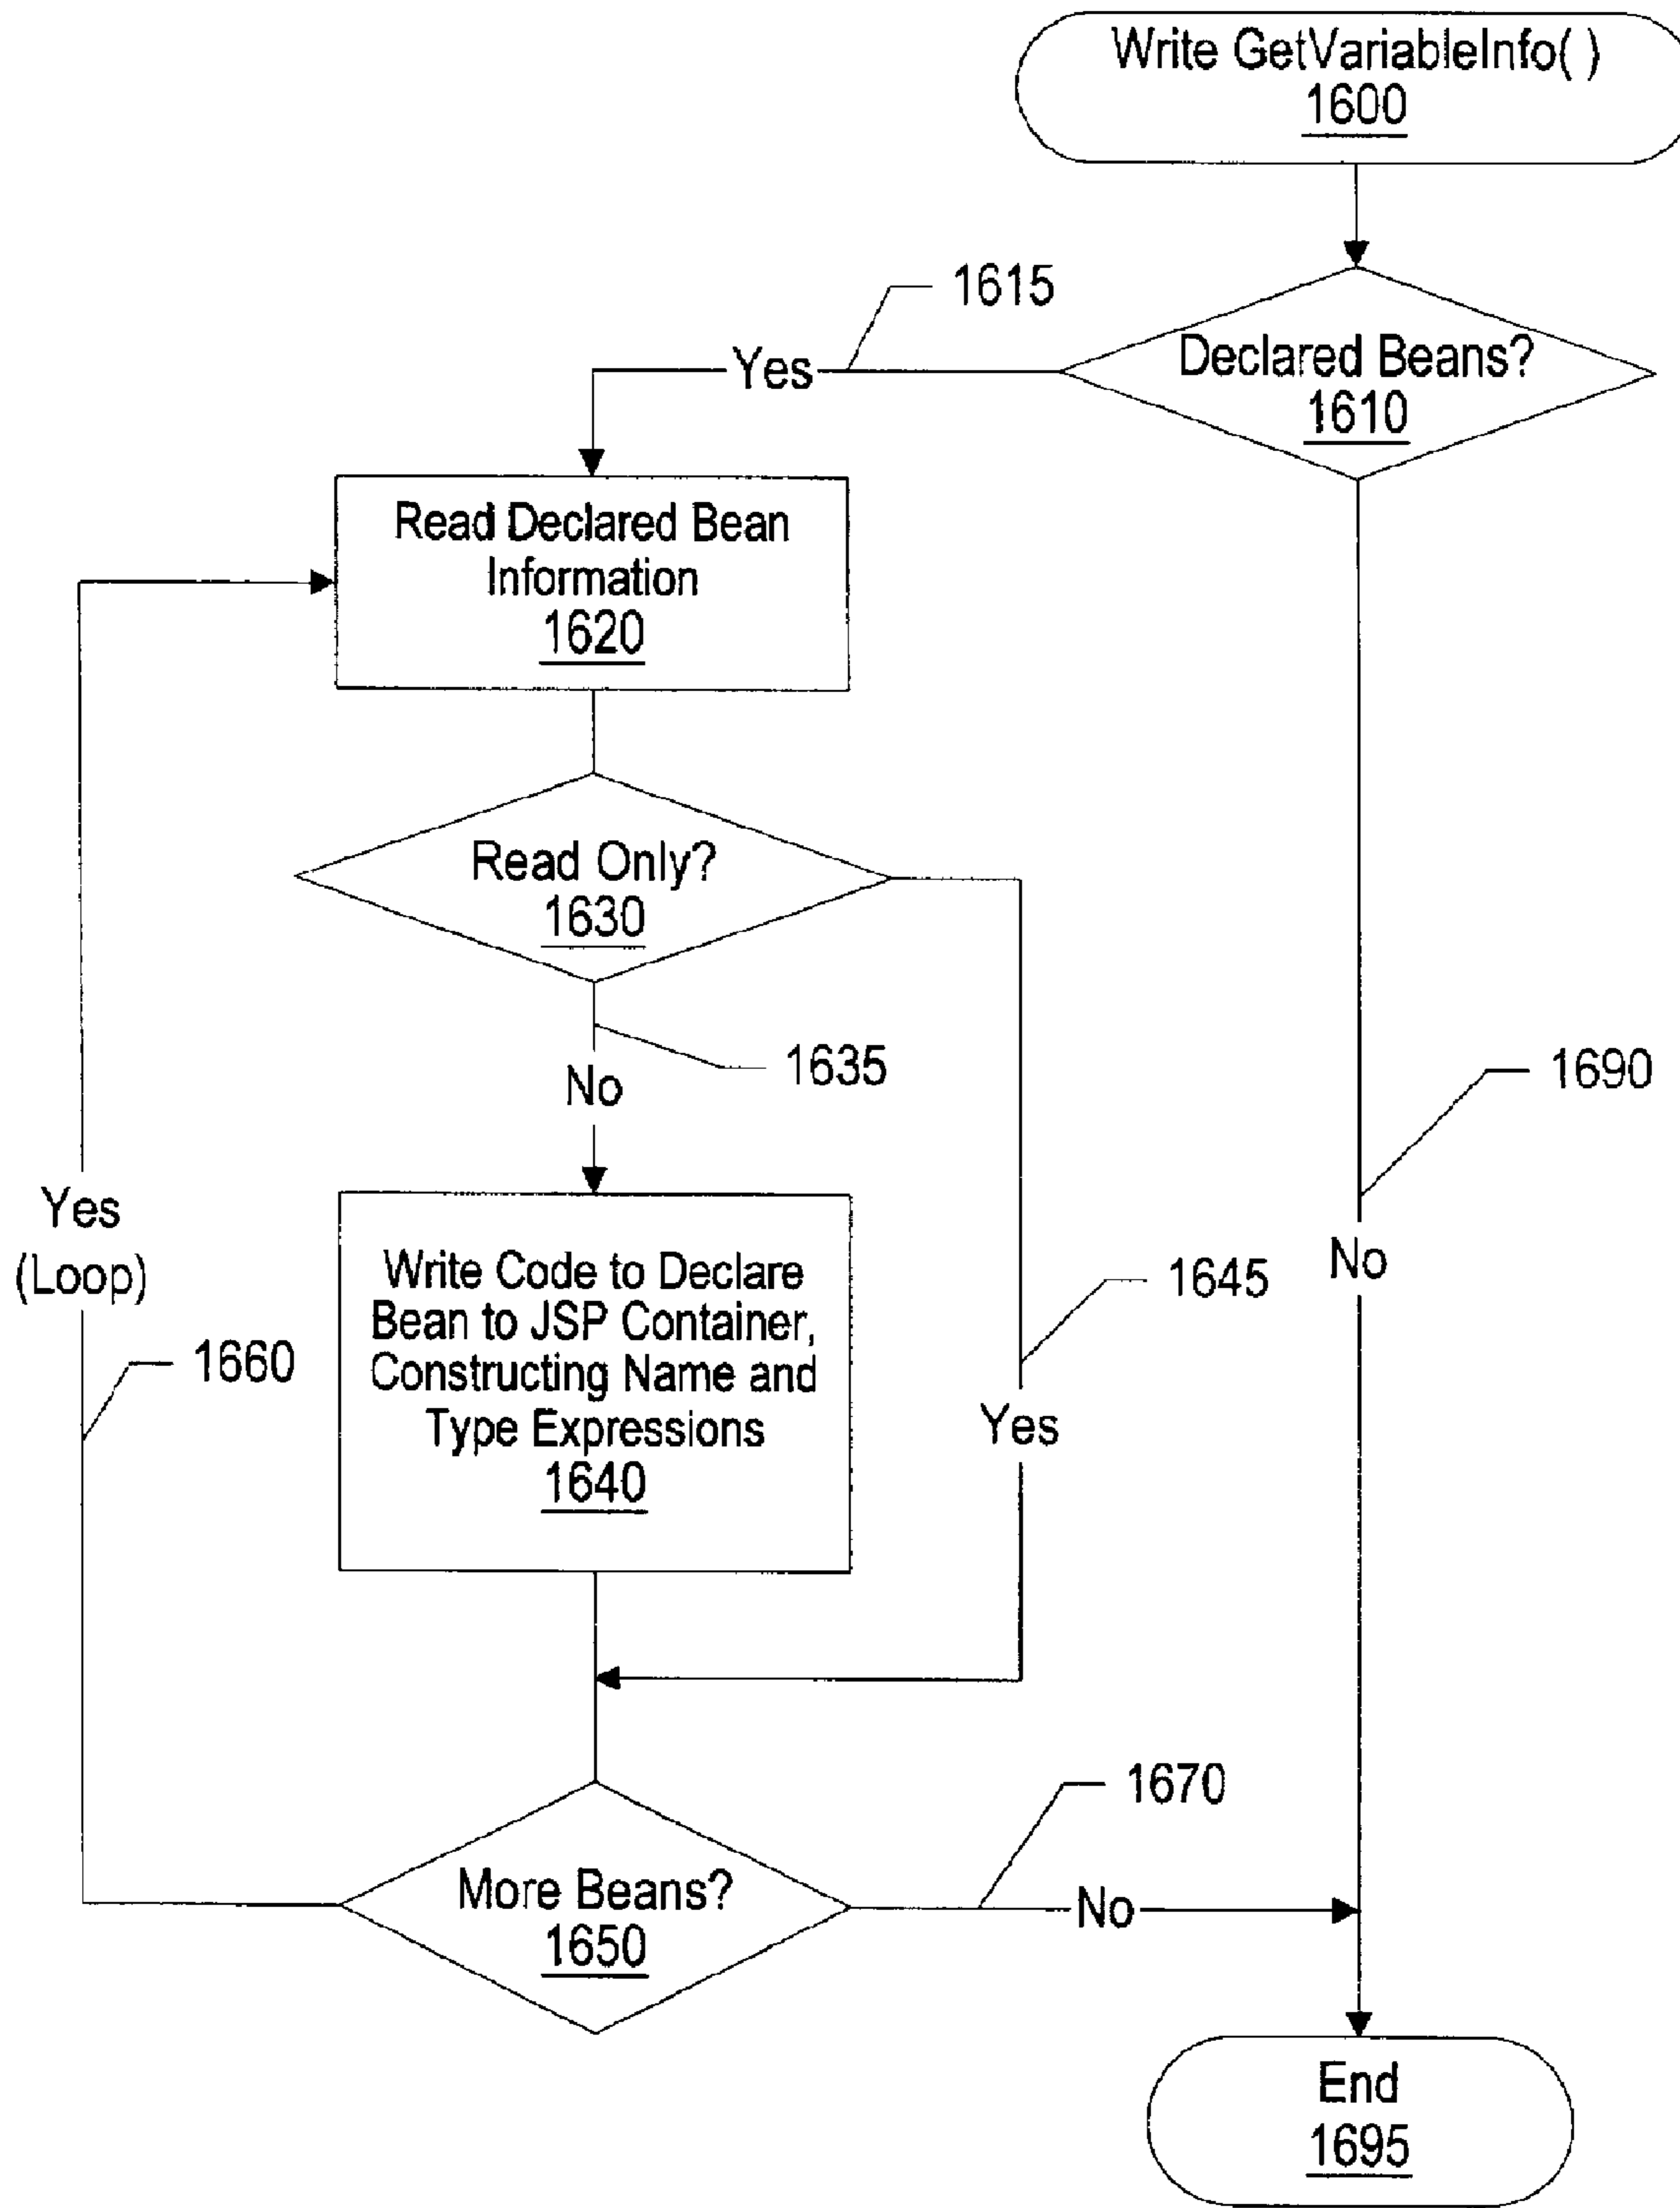 Write GetVariableInfo( )
1600
1615
Yes
Declared Beans?
1610
Read Declared Bean
Information
1620
Read Only?
1630
1635
No
1690
Yes
(Loop)
No
Write Code to Declare
Bean to JSP Container,
Constructing Name and
Type Expressions
1640
1645
1660
Yes
1670
More Beans?
1650
No
End
1695